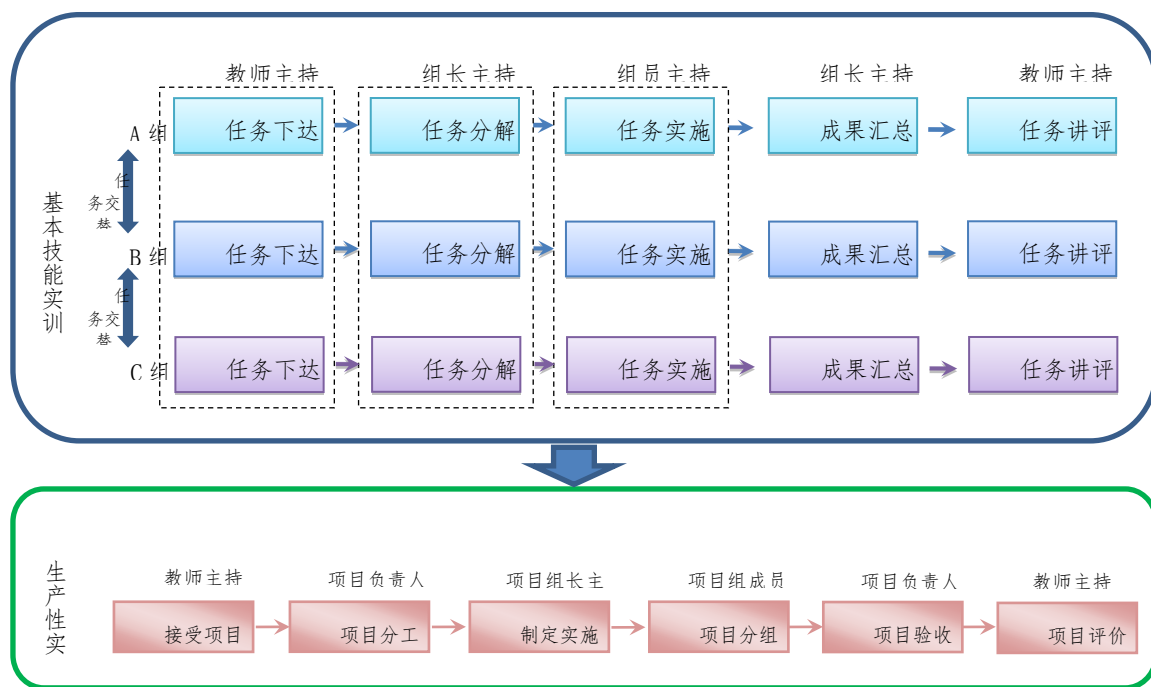 教师主持 组长主持 组员主持 组长主持 教师主持
A 组 任务下达 任务分解 任务实施 成果汇总 任务讲评
任
务交
替
B 组 任务下达 任务分解 任务实施 成果汇总 任务讲评
任
务交
替
C 组 任务下达 任务分解 任务实施 成果汇总 任务讲评
基本技能实训
生产性实
教师主持 项目负责人 项目组长主 项目组成员 项目负责人 教师主持
接受项目 项目分工 制定实施 项目分组 项目验收 项目评价